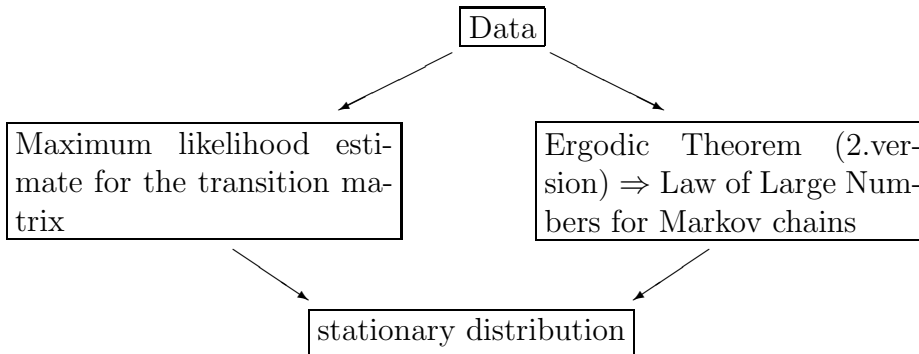 Data
Maximum likelihood esti-
mate for the transition ma-
trix
Ergodic Theorem (2.ver-
sion) ⇒ Law of Large Num-
bers for Markov chains
stationary distribution